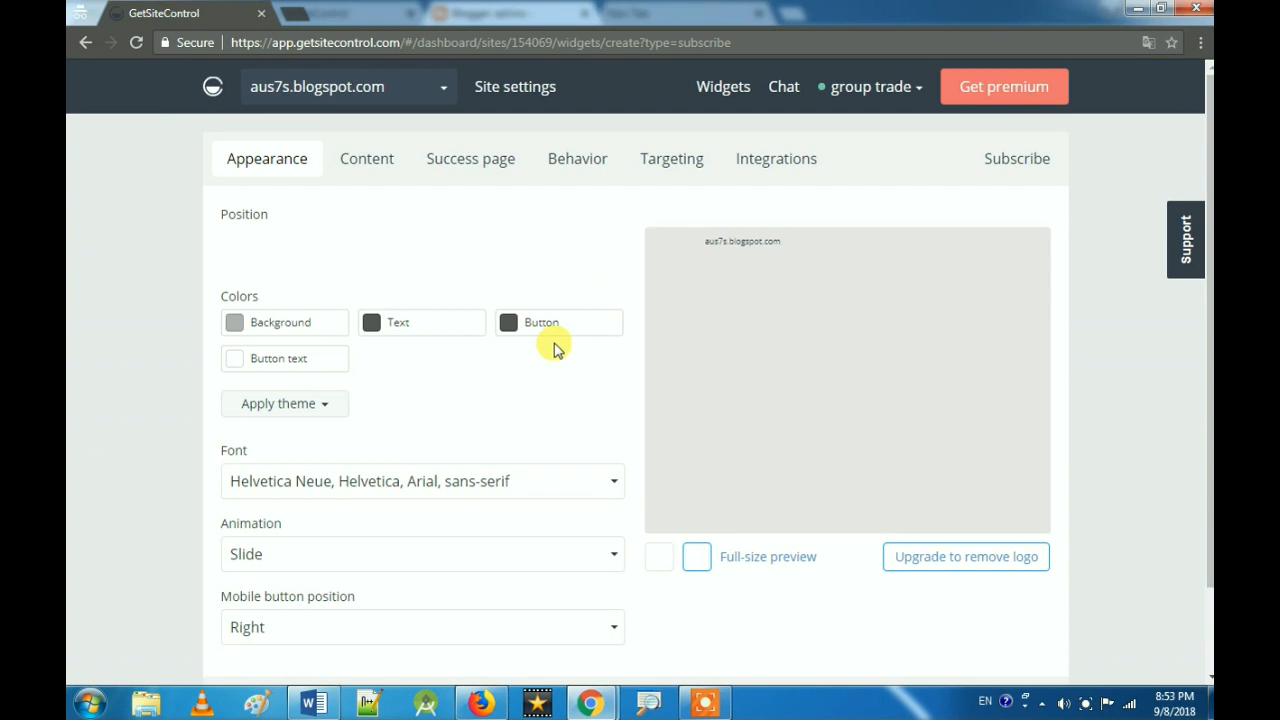 GetSiteControl
Secure https://app.getsitecontrol.com/#/dashboard/sites/154069/widgets/create?type=subscribe
aus7s.blogspot.com Site settings Widgets Chat group trade Get premium
Appearance Content Success page Behavior Targeting Integrations Subscribe
Position
aus7s.blogspot.com
Support
Colors
Background Text Button
Button text
Apply theme
Font
Helvetica Neue, Helvetica, Arial, sans-serif
Animation
Slide
Full-size preview Upgrade to remove logo
Mobile button position
Right
EN 8:53 PM
9/8/2018